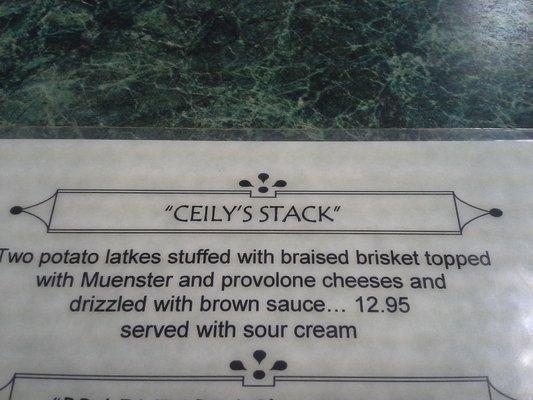 "CEILY'S STACK"
Two potato latkes stuffed with braised brisket topped
with Muenster and provolone cheeses and
drizzled with brown sauce... 12.95
served with sour cream